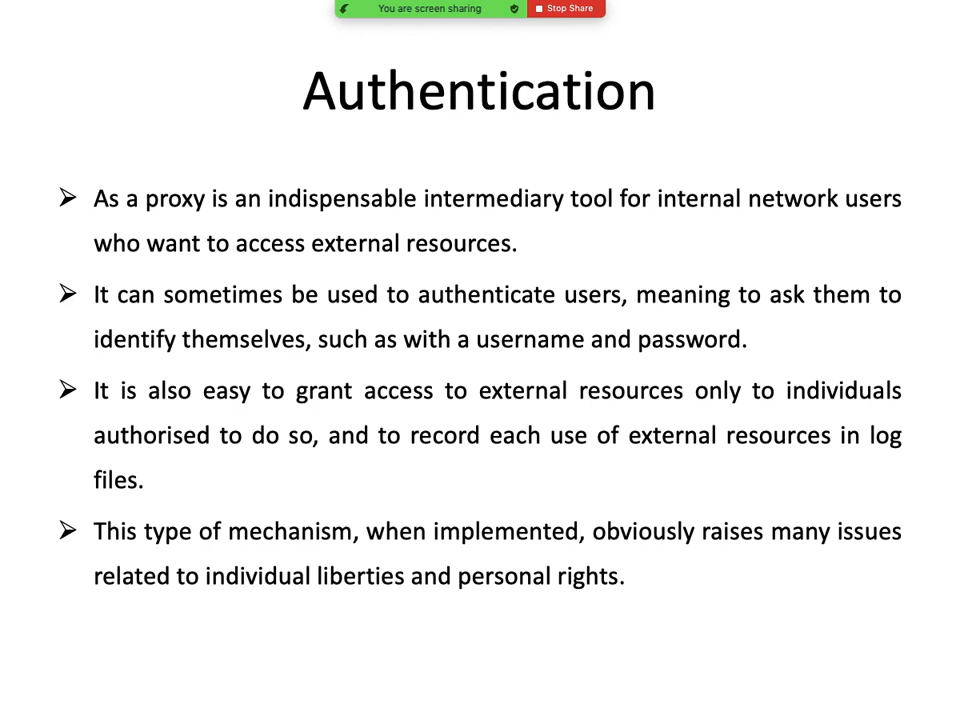 You are screen sharing Stop Share
Authentication
➢ As a proxy is an indispensable intermediary tool for internal network users
who want to access external resources.
➢ It can sometimes be used to authenticate users, meaning to ask them to
identify themselves, such as with a username and password.
➢ It is also easy to grant access to external resources only to individuals
authorised to do so, and to record each use of external resources in log
files.
➢ This type of mechanism, when implemented, obviously raises many issues
related to individual liberties and personal rights.